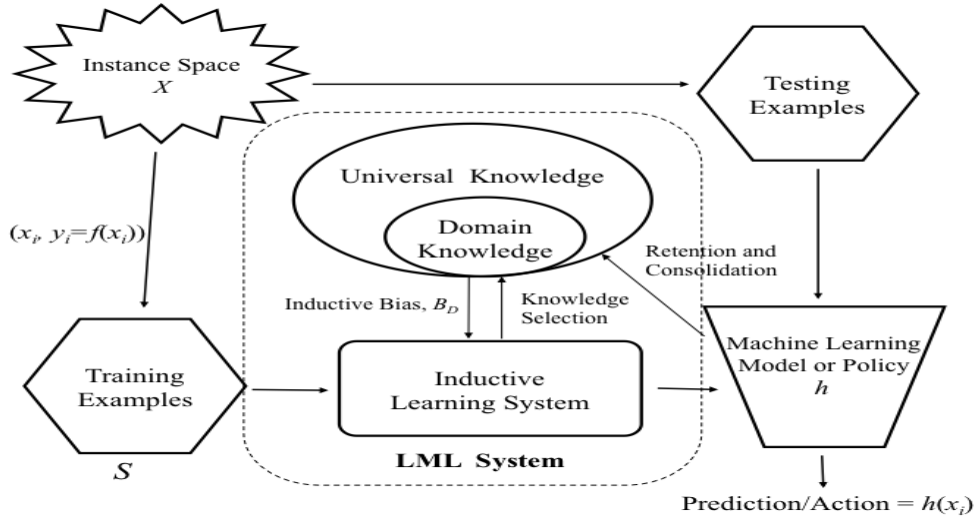 Instance Space
X
Testing
Examples
Universal Knowledge
Domain
Knowledge
(xᵢ, yᵢ=f(xᵢ))
Retention and
Consolidation
Inductive Bias, B_D
Knowledge
Selection
Training
Examples
S
Inductive
Learning System
Machine Learning
Model or Policy
h
LML System
Prediction/Action = h(xᵢ)